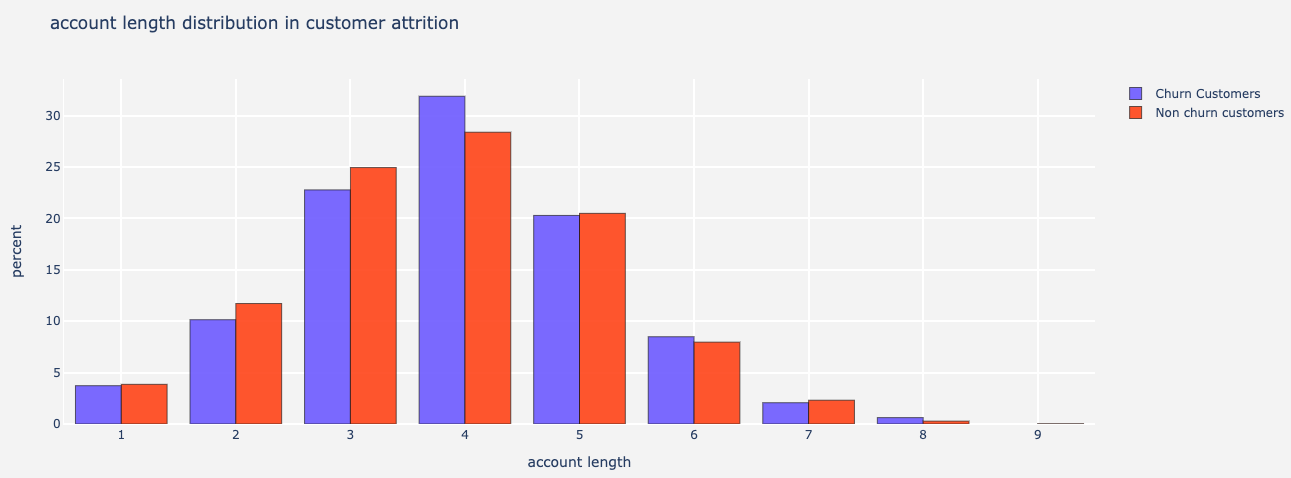 account length distribution in customer attrition
Churn Customers
Non churn customers
30
25
20
15
10
5
0
percent
1 2 3 4 5 6 7 8 9
account length